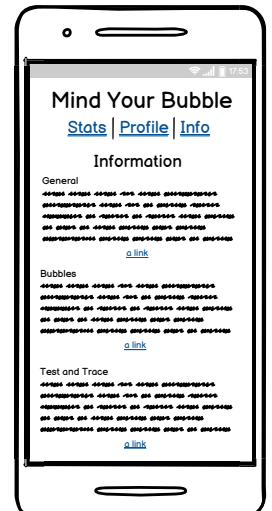 17:53
Mind Your Bubble
Stats | Profile | Info
Information
General
a link
Bubbles
a link
Test and Trace
a link